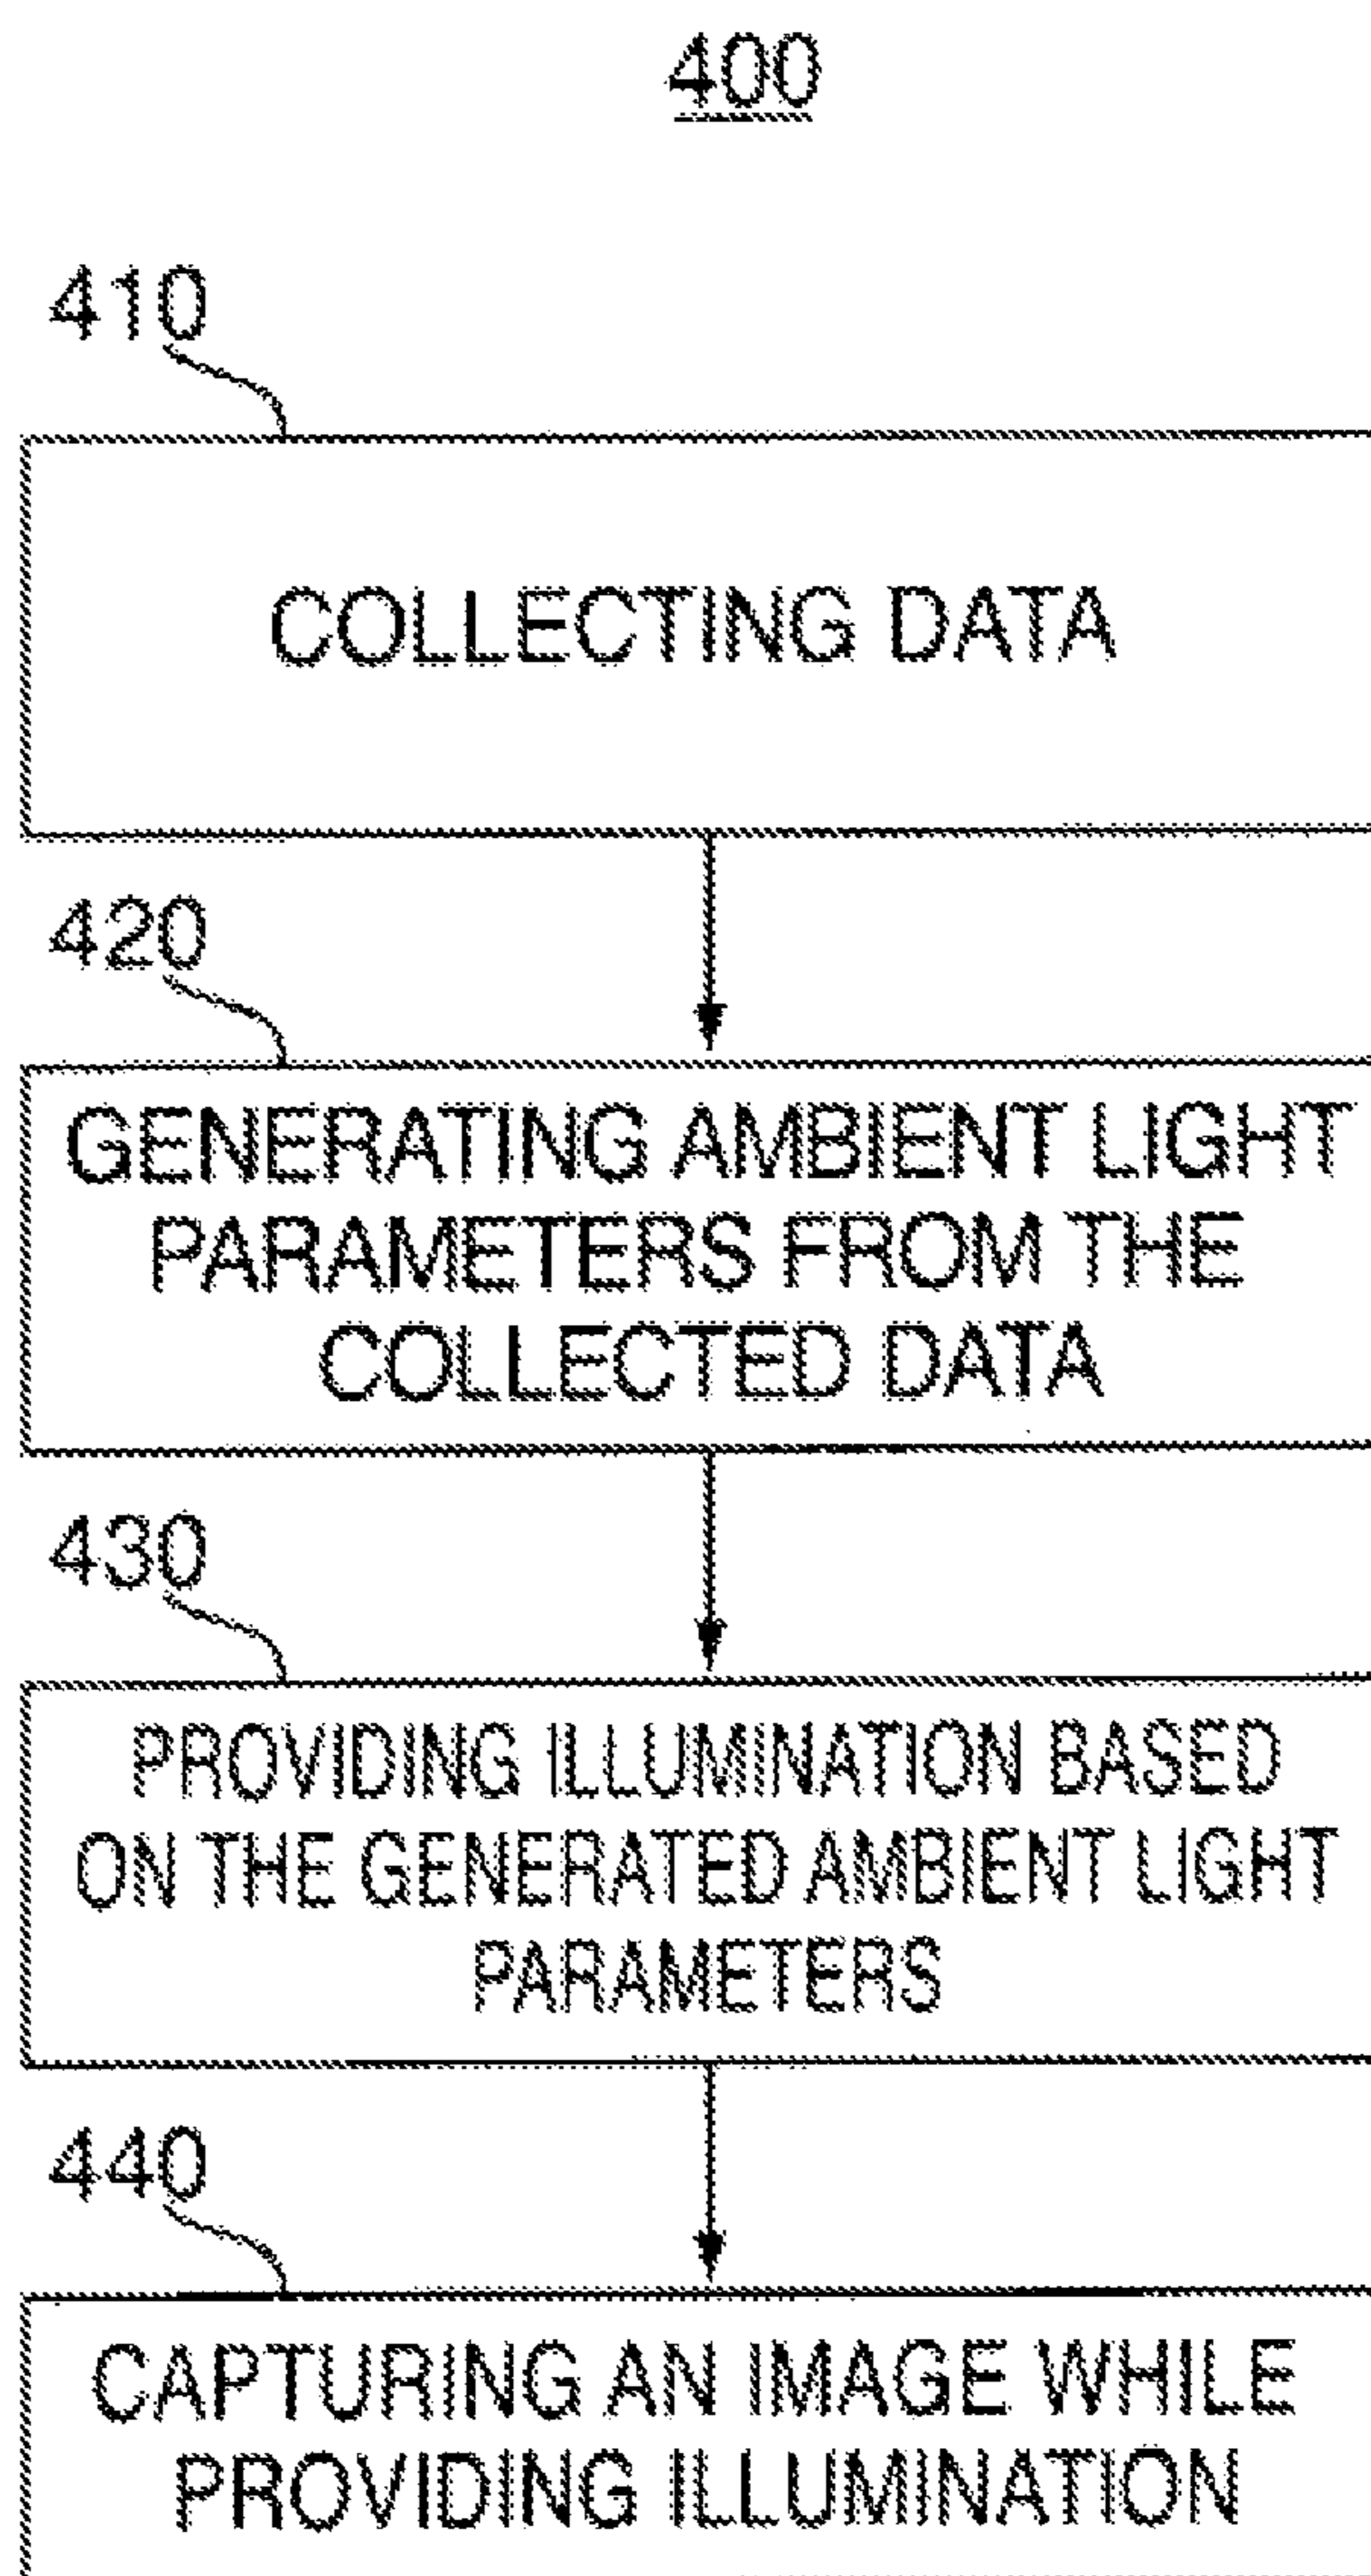 400
410
COLLECTING DATA
420
GENERATING AMBIENT LIGHT
PARAMETERS FROM THE
COLLECTED DATA
430
PROVIDING ILLUMINATION BASED
ON THE GENERATED AMBIENT LIGHT
PARAMETERS
440
CAPTURING AN IMAGE WHILE
PROVIDING ILLUMINATION